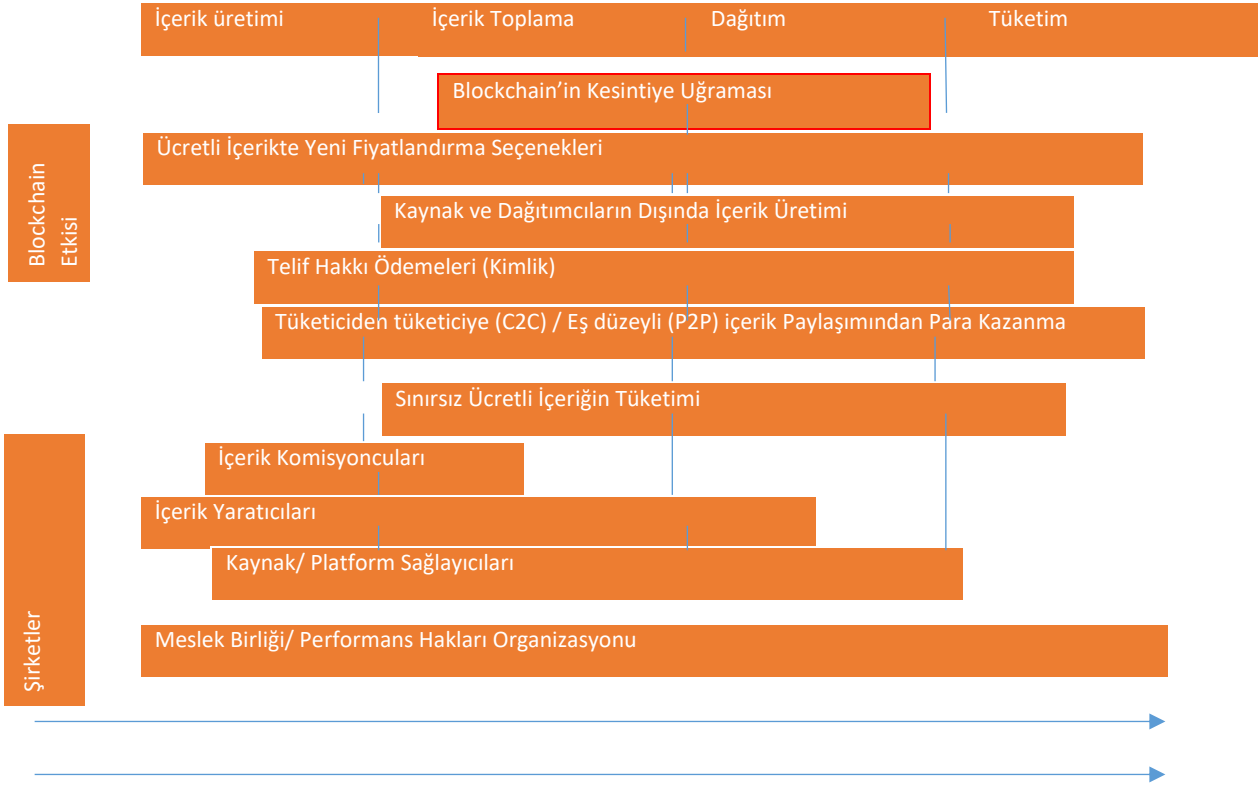 İçerik üretimi
İçerik Toplama
Dağıtım
Tüketim
Blockchain’in Kesintiye Uğraması
Blockchain
Etkisi
Ücretli İçerikte Yeni Fiyatlandırma Seçenekleri
Kaynak ve Dağıtımcıların Dışında İçerik Üretimi
Telif Hakkı Ödemeleri (Kimlik)
Tüketiciden tüketiciye (C2C) / Eş düzeyli (P2P) içerik Paylaşımından Para Kazanma
Sınırsız Ücretli İçeriğin Tüketimi
Şirketler
İçerik Komisyoncuları
İçerik Yaratıcıları
Kaynak/ Platform Sağlayıcıları
Meslek Birliği/ Performans Hakları Organizasyonu